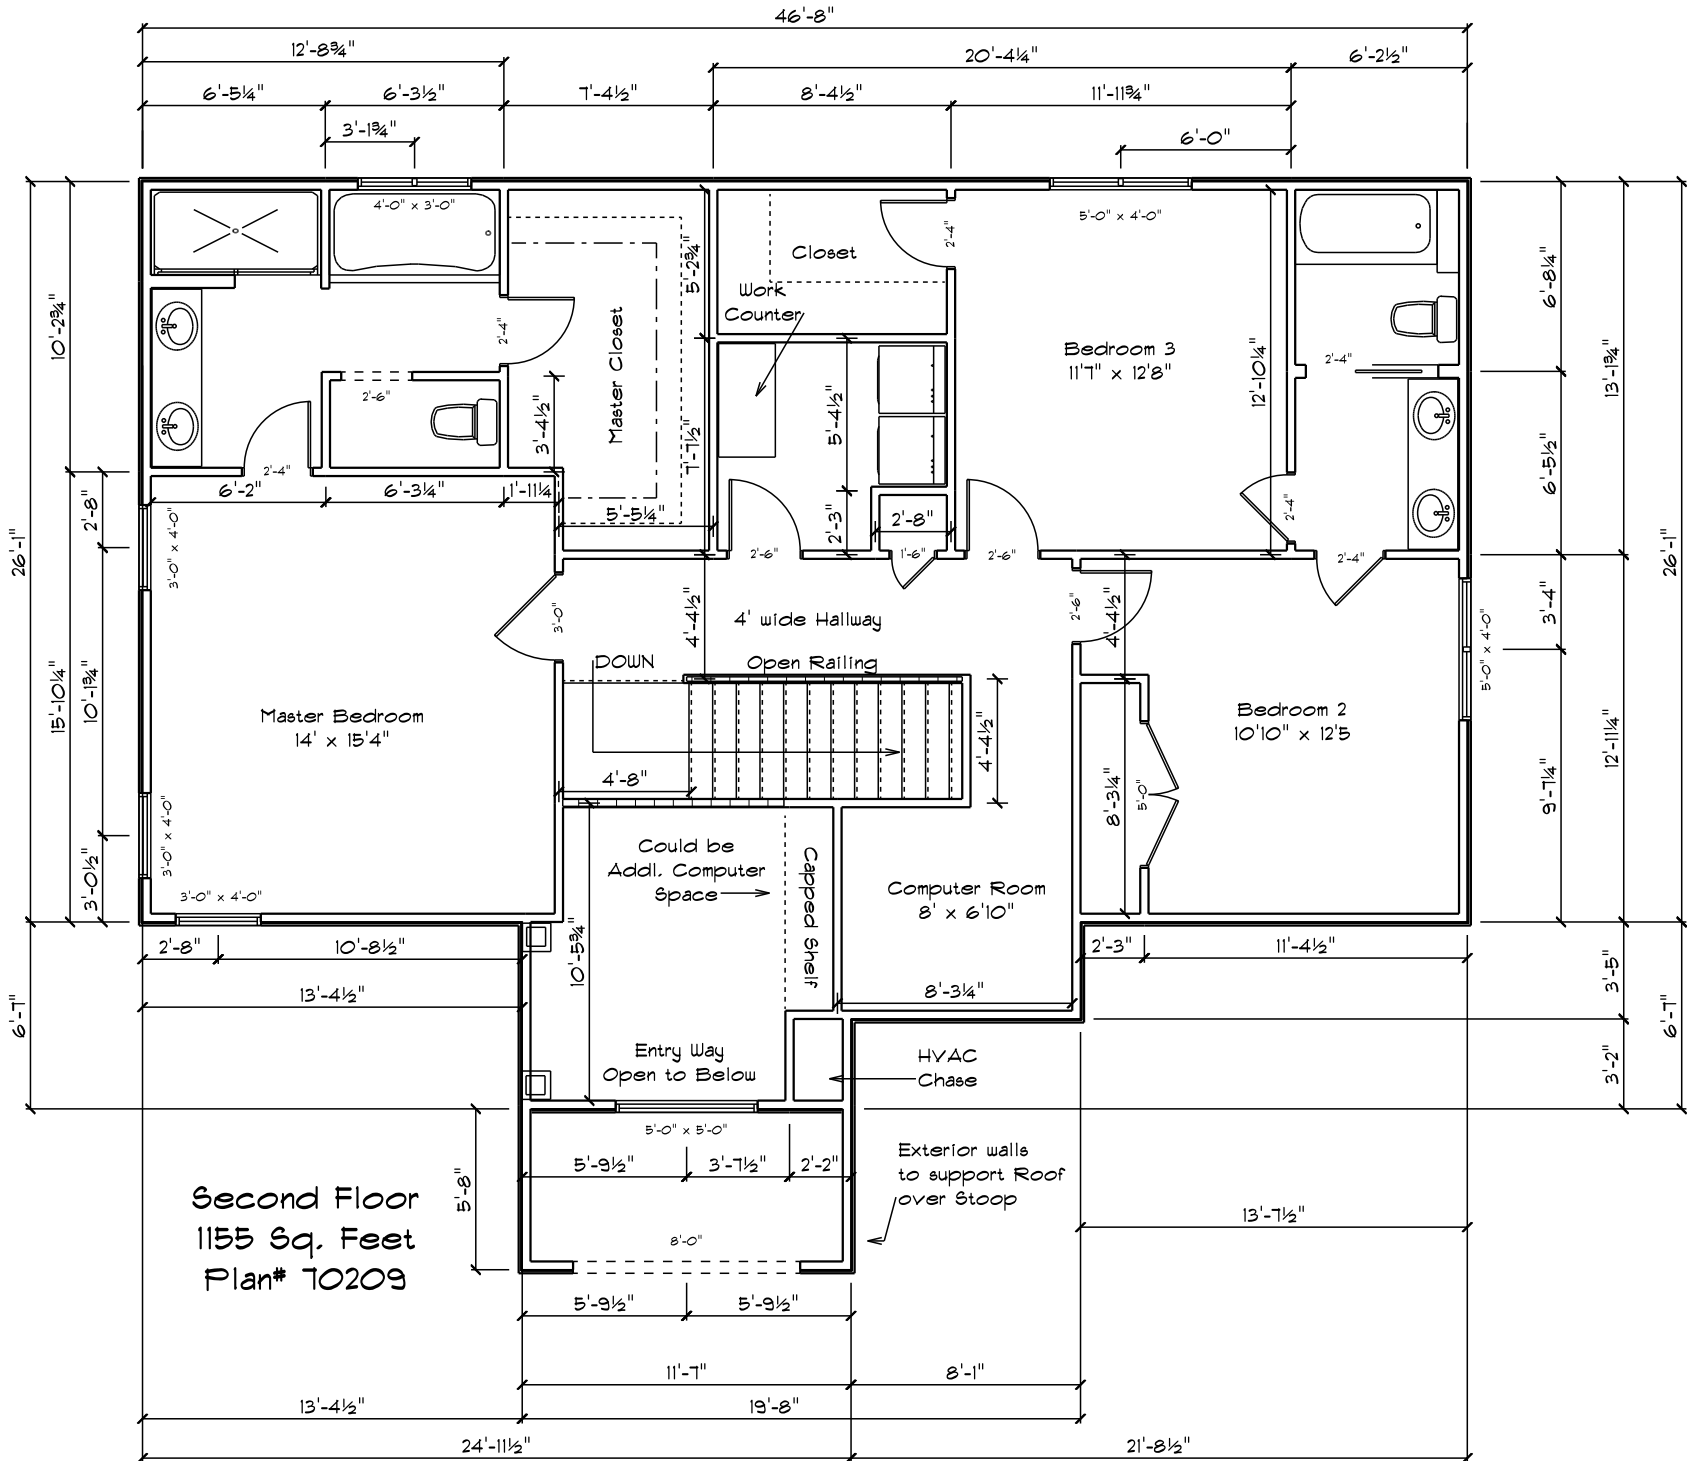 46'-8"
12'-8¾"
20'-4¼"
6'-2½"
6'-5¼"
6'-3½"
7'-4½"
8'-4½"
11'-11¾"
3'-1¾"
6'-0"
4'-0" x 3'-0"
5'-0" x 4'-0"
2'-4"
Closet
5'-2¾"
6'-8¼"
Work
Counter
10'-2¾"
2'-4"
Master Closet
Bedroom 3
11'7" x 12'8"
12'-10¼"
2'-4"
13'-1¾"
2'-6"
3'-4½"
7'-7½"
5'-4½"
6'-5½"
2'-4"
6'-2"
6'-3¼"
1'-11¼
5'-5¼"
2'-3"
2'-8"
2'-4"
2'-8"
3'-0" x 4'-0"
26'-1"
26'-1"
2'-6"
1'-6"
2'-6"
2'-4"
3'-0"
4'-4½"
4' wide Hallway
2'-6"
4'-4½"
3'-4"
5'-0" x 4'-0"
DOWN
Open Railing
15'-10¼"
10'-1¾"
Master Bedroom
14' x 15'4"
Bedroom 2
10'10" x 12'5
4'-4½"
12'-11¼"
4'-8"
8'-3¼"
5'-0"
9'-7¼"
3'-0" x 4'-0"
3'-0½"
Could be
Addl. Computer
Space
Capped Shelf
Computer Room
8' x 6'10"
3'-0" x 4'-0"
2'-8"
10'-8½"
10'-5¾"
2'-3"
11'-4½"
13'-4½"
8'-3¼"
3'-5"
6'-7"
6'-7"
Entry Way
Open to Below
HVAC
Chase
3'-2"
5'-0" x 5'-0"
5'-9½"
3'-7½"
2'-2"
Exterior walls
to support Roof
over Stoop
5'-8"
Second Floor
1155 Sq. Feet
Plan# 70209
13'-7½"
8'-0"
5'-9½"
5'-9½"
11'-7"
8'-1"
13'-4½"
19'-8"
24'-11½"
21'-8½"